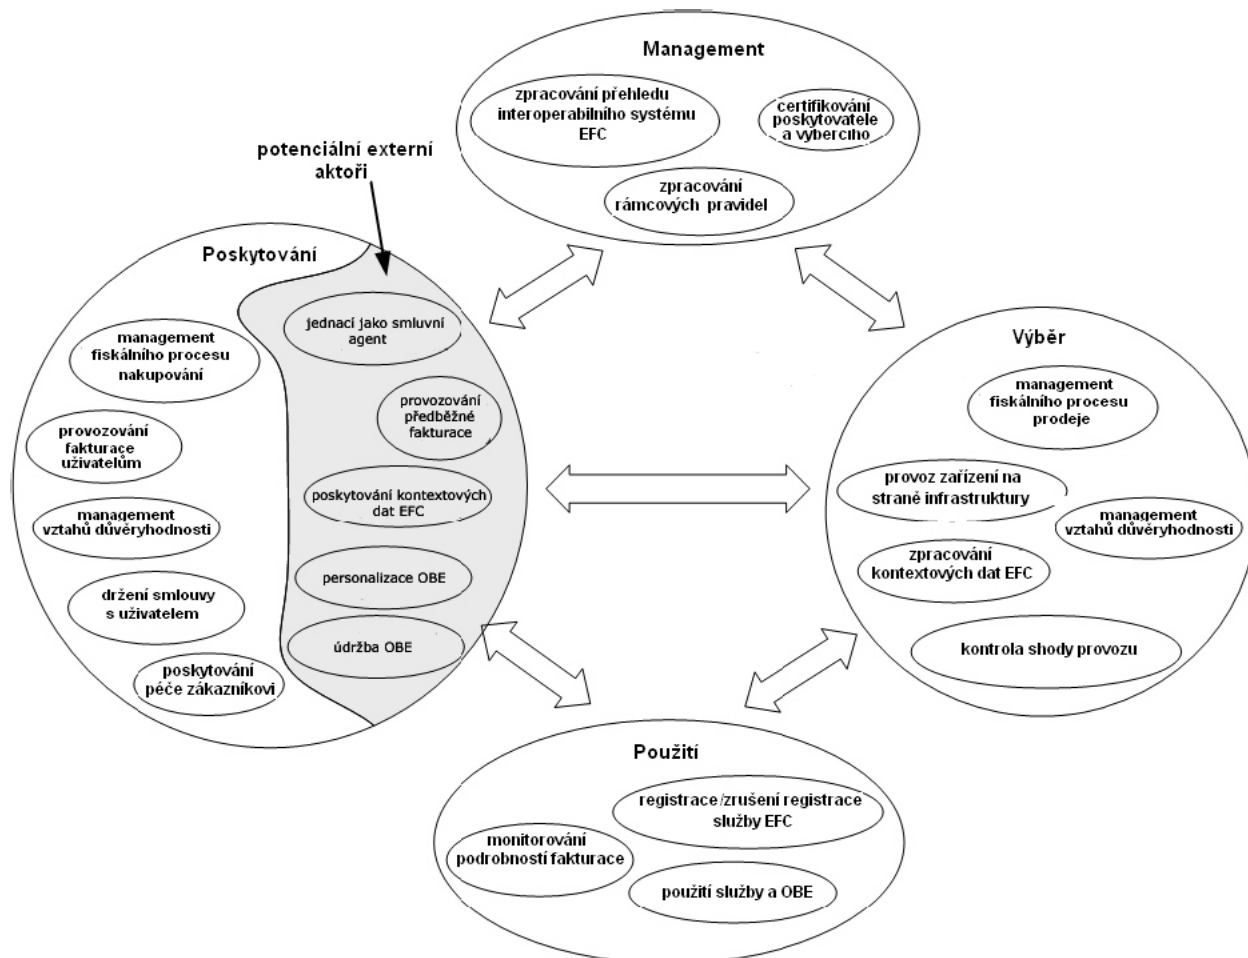 Management
zpracování přehledu
interoperabilního systému
EFC
certifikování
poskytovatele
a výběrčího
zpracování
rámcových pravidel
potenciální externí
aktoři
Poskytování
jednací jako smluvní
agent
management
fiskálního procesu
nakupování
provozování
předběžné
fakturace
provozování
fakturace
uživatelům
poskytování kontextových
dat EFC
management
vztahů důvěryhodnosti
personalizace OBE
držení smlouvy
s uživatelem
údržba OBE
poskytování
péče zákazníkovi
Výběr
management
fiskálního procesu
prodeje
provoz zařízení na
straně infrastruktury
management
vztahů důvěryhodnosti
zpracování
kontextových dat EFC
kontrola shody provozu
Použití
registrace/zrušení registrace
služby EFC
monitorování
podrobností fakturace
použití služby a OBE